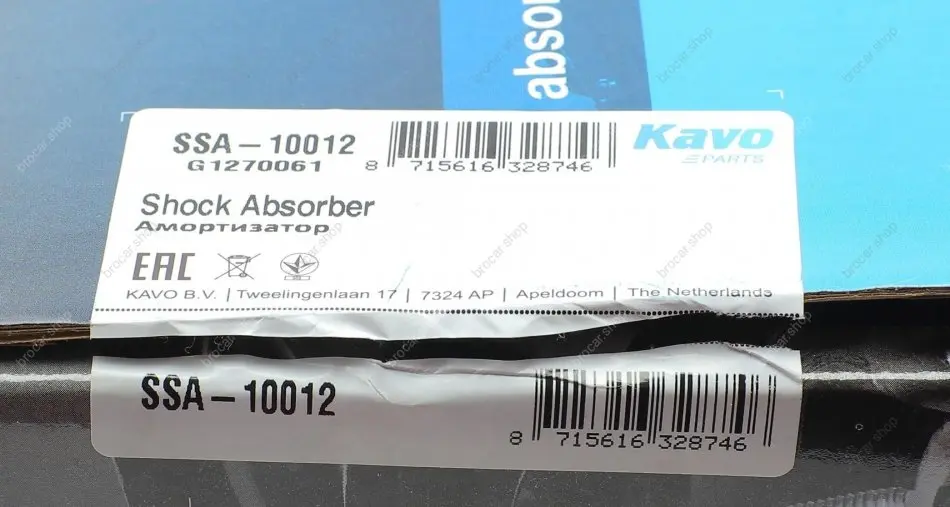 absor
SSA-10012
G1270061
8 715616 328746
Kavo
PARTS
Shock Absorber
Амортизатор
EAC
KAVO B.V. | Tweelingenlaan 17 | 7324 AP | Apeldoorn | The Netherlands
SSA-10012
8 715616 328746
brocar.shop